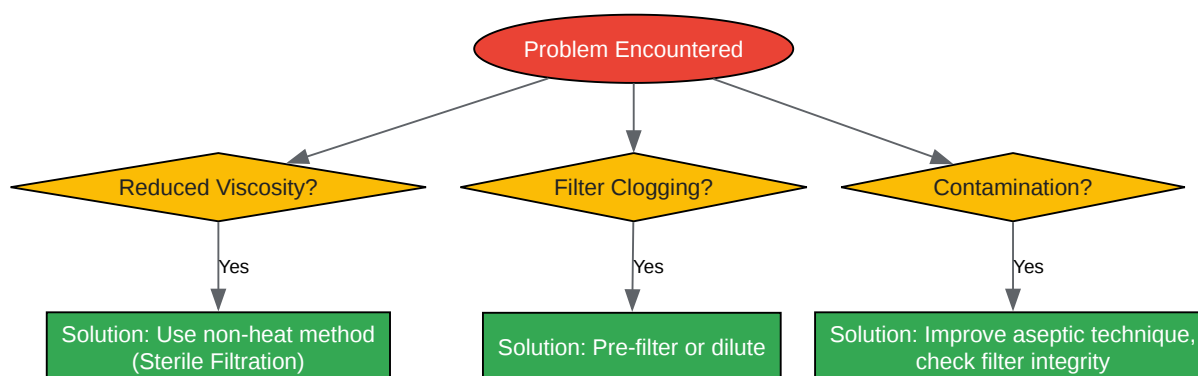 Problem Encountered
Reduced Viscosity?
Filter Clogging?
Contamination?
Yes
Yes
Yes
Solution: Use non-heat method
(Sterile Filtration)
Solution: Pre-filter or dilute
Solution: Improve aseptic technique,
check filter integrity